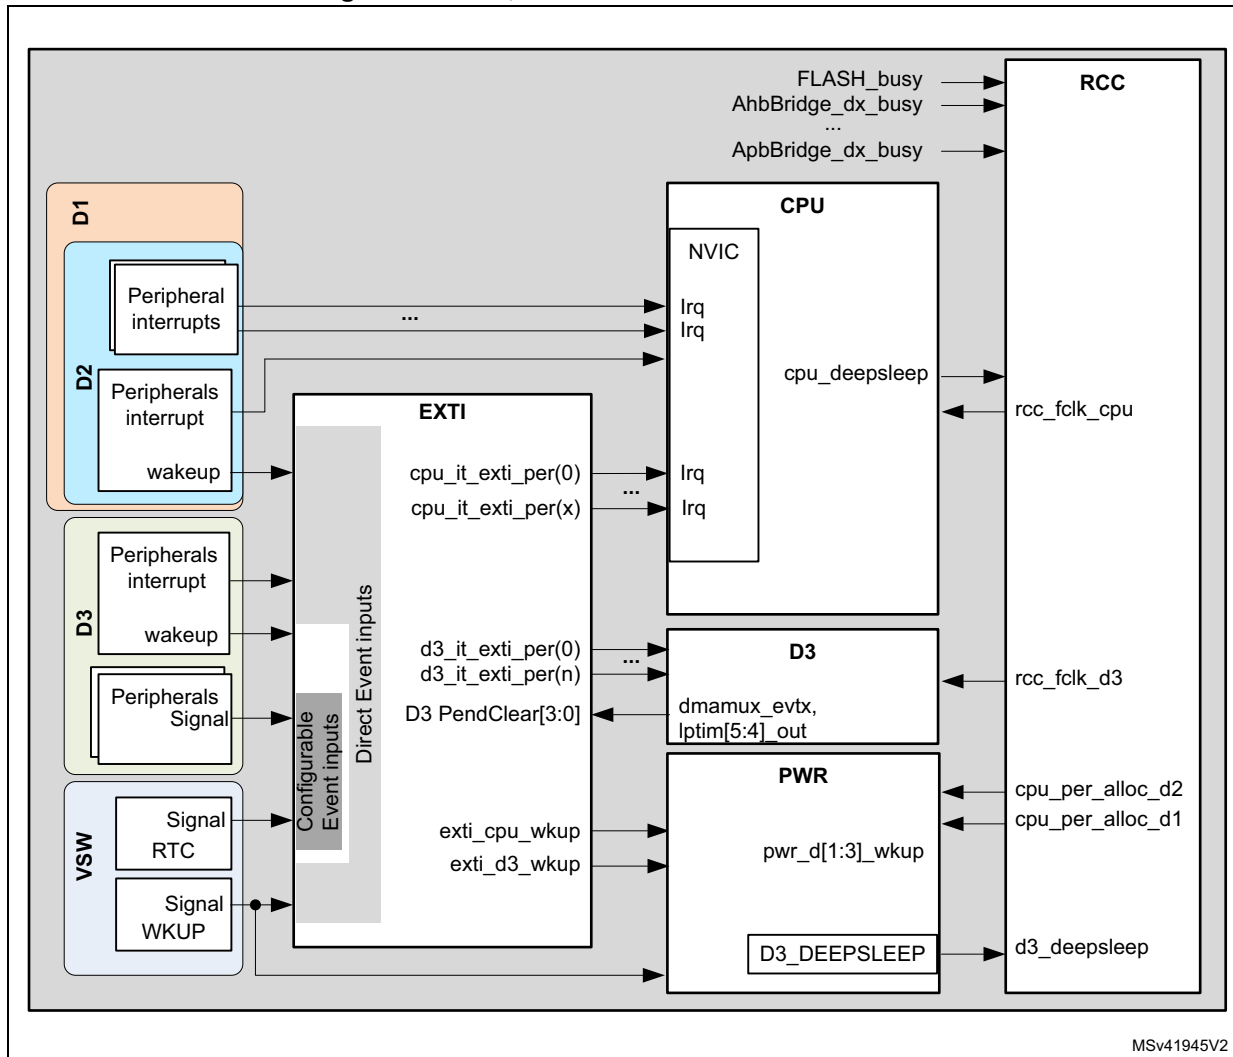 FLASH_busy
AhbBridge_dx_busy
...
ApbBridge_dx_busy
RCC
D1
D2
Peripheral
interrupts
...
Peripherals
interrupt
wakeup
CPU
NVIC
Irq
Irq
cpu_deepsleep
rcc_fclk_cpu
EXTI
cpu_it_exti_per(0)
...
cpu_it_exti_per(x)
Irq
Irq
D3
Peripherals
interrupt
wakeup
Peripherals
Signal
Direct Event inputs
Configurable
Event inputs
d3_it_exti_per(0)
...
d3_it_exti_per(n)
D3 PendClear[3:0]
D3
dmamux_evtx,
lptim[5:4]_out
rcc_fclk_d3
VSW
Signal
RTC
Signal
WKUP
exti_cpu_wkup
exti_d3_wkup
PWR
pwr_d[1:3]_wkup
cpu_per_alloc_d2
cpu_per_alloc_d1
D3_DEEPSLEEP
d3_deepsleep
MSv41945V2